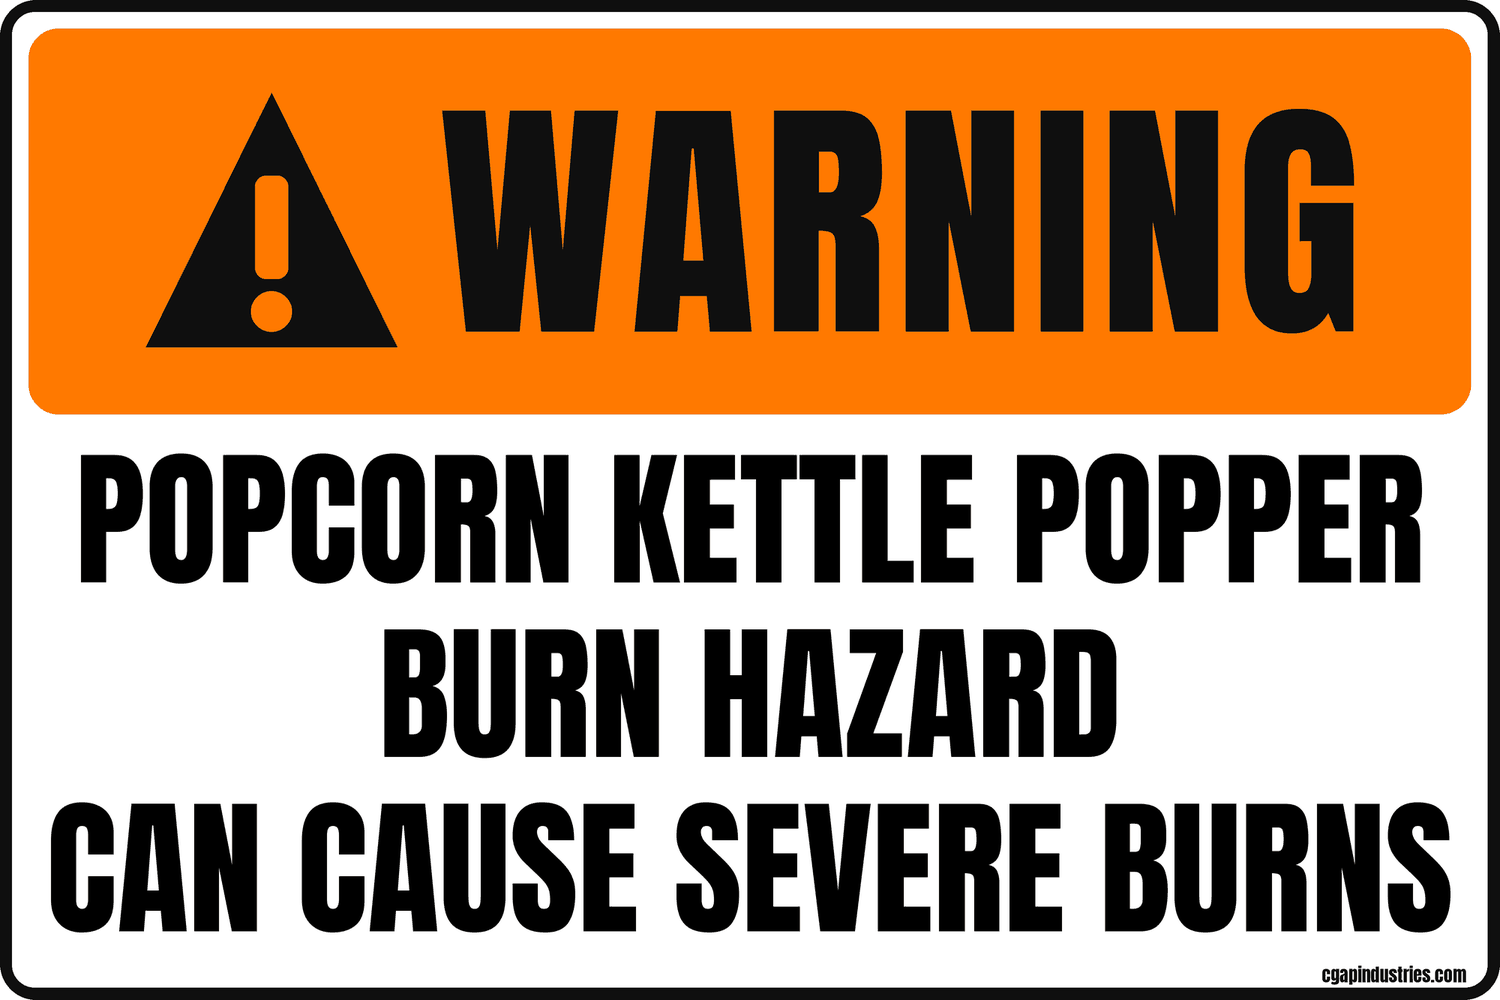 WARNING
POPCORN KETTLE POPPER
BURN HAZARD
CAN CAUSE SEVERE BURNS
cgapindustries.com